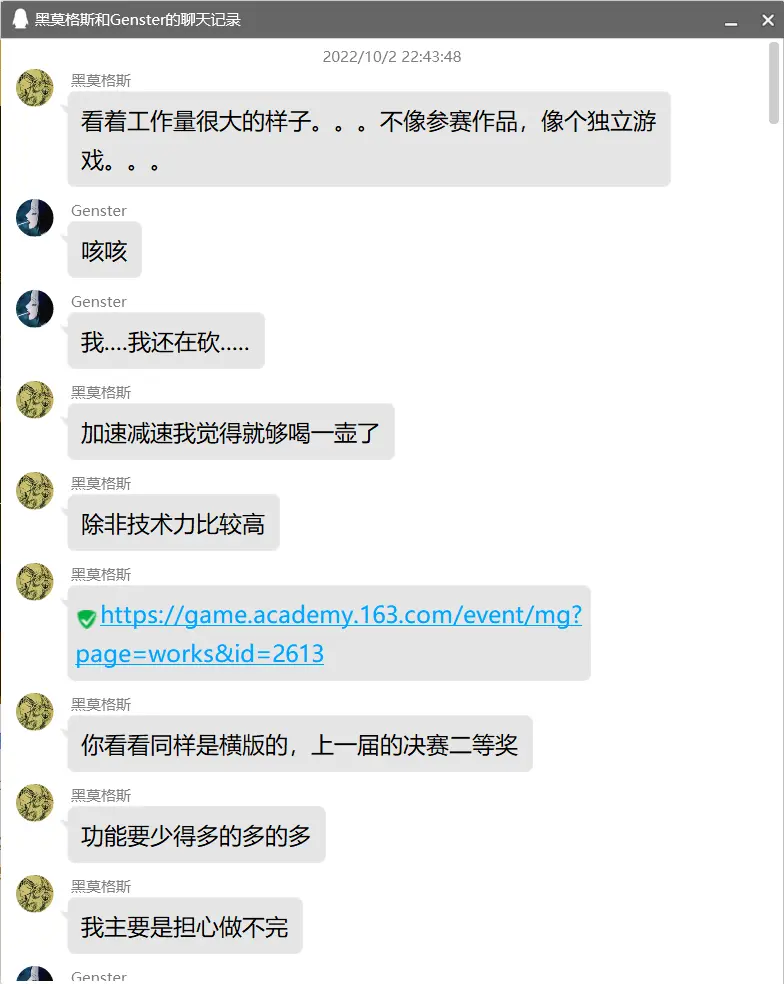 黑莫格斯和Genster的聊天记录
2022/10/2 22:43:48
黑莫格斯
看着工作量很大的样子。。。不像参赛作品，像个独立游
戏。。。
Genster
咳咳
Genster
我....我还在砍.....
黑莫格斯
加速减速我觉得就够喝一壶了
黑莫格斯
除非技术力比较高
黑莫格斯
https://game.academy.163.com/event/mg?
page=works&id=2613
黑莫格斯
你看看同样是横版的，上一届的决赛二等奖
黑莫格斯
功能要少得多的多的多
黑莫格斯
我主要是担心做不完
Genster